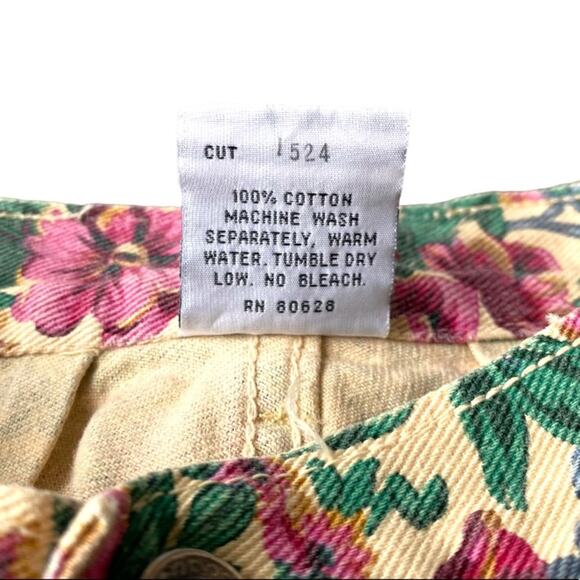 CUT 1524
100% COTTON
MACHINE WASH
SEPARATELY, WARM
WATER. TUMBLE DRY
LOW. NO BLEACH.
RN 80628